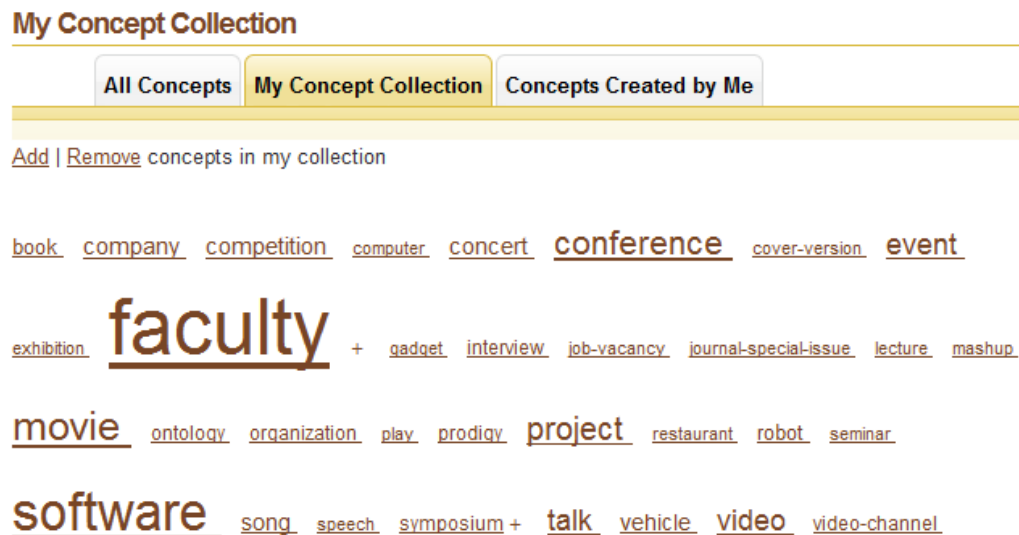 My Concept Collection
All Concepts My Concept Collection Concepts Created by Me
Add | Remove concepts in my collection
book company competition computer concert conference cover-version event
exhibition faculty + gadget interview job-vacancy journal-special-issue lecture mashup
movie ontology organization play prodigy project restaurant robot seminar
software song speech symposium + talk vehicle video video-channel